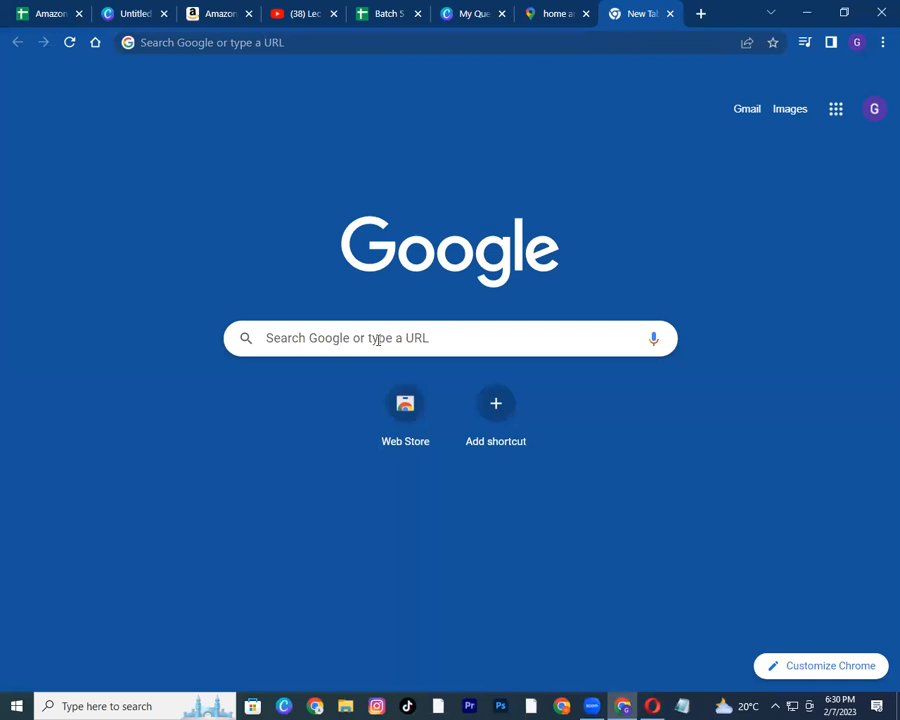 Amazon
Untitled
Amazon
(38) Lec
Batch 5
My Que
home a
New Tab
Search Google or type a URL
G
Gmail
Images
G
Google
Search Google or type a URL
Web Store
Add shortcut
Customize Chrome
Type here to search
zoom
20°C
6:30 PM
2/7/2023